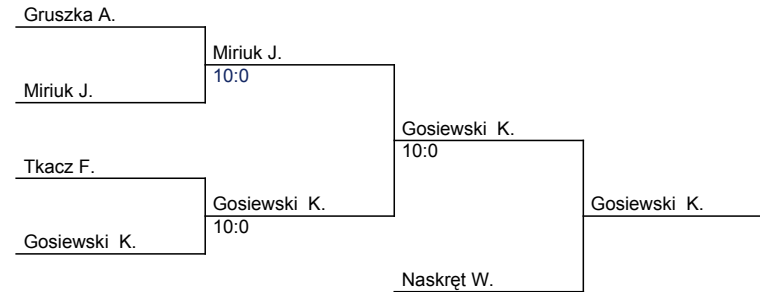 Gruszka A.
Miriuk J.
10:0
Miriuk J.
Gosiewski K.
10:0
Tkacz F.
Gosiewski K.
Gosiewski K.
10:0
Gosiewski K.
Naskręt W.